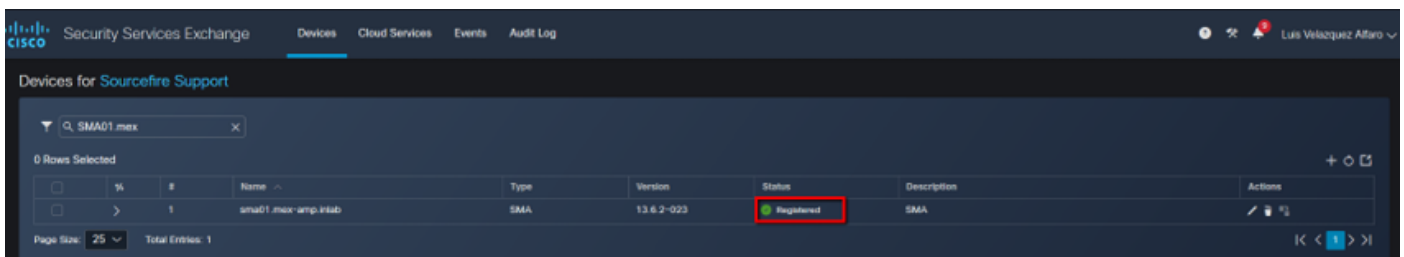 CISCO Security Services Exchange Devices Cloud Services Events Audit Log 9 Luis Velazquez Alfaro
Devices for Sourcefire Support
SMA01.mex
0 Rows Selected
# Name Type Version Status Description Actions
1 sma01.mex-amp.inlab SMA 13.6.2-023 Registered SMA
Page Size: 25 Total Entries: 1 1